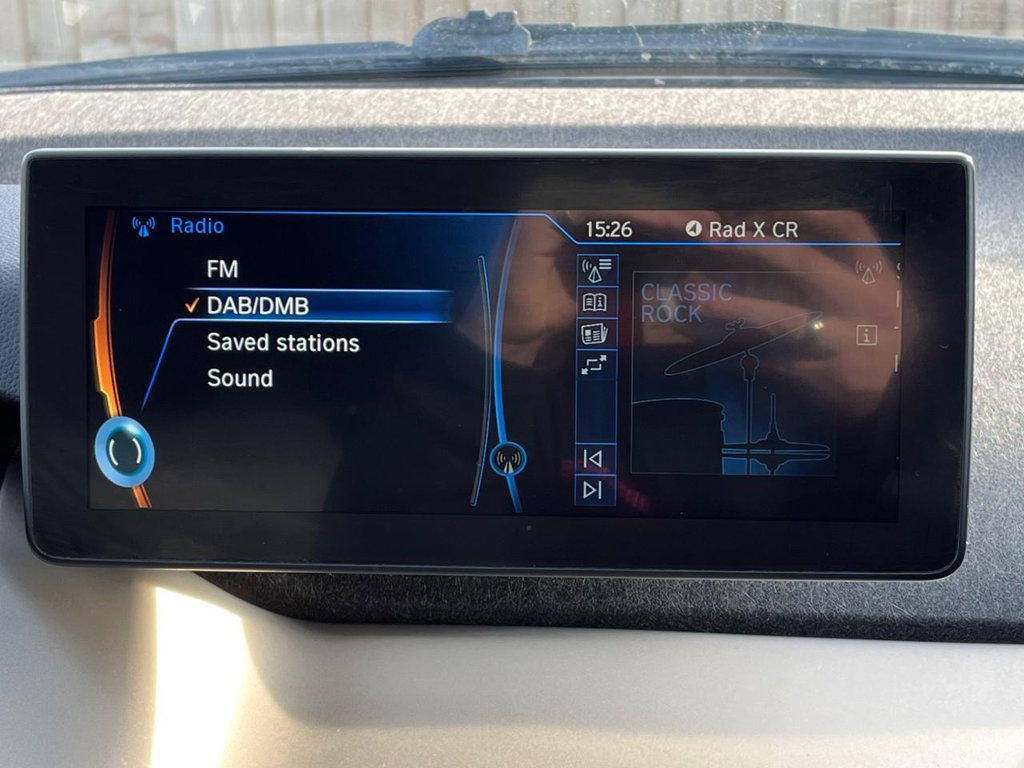 Radio
15:26 Rad X CR
FM
DAB/DMB
Saved stations
Sound
CLASSIC
ROCK